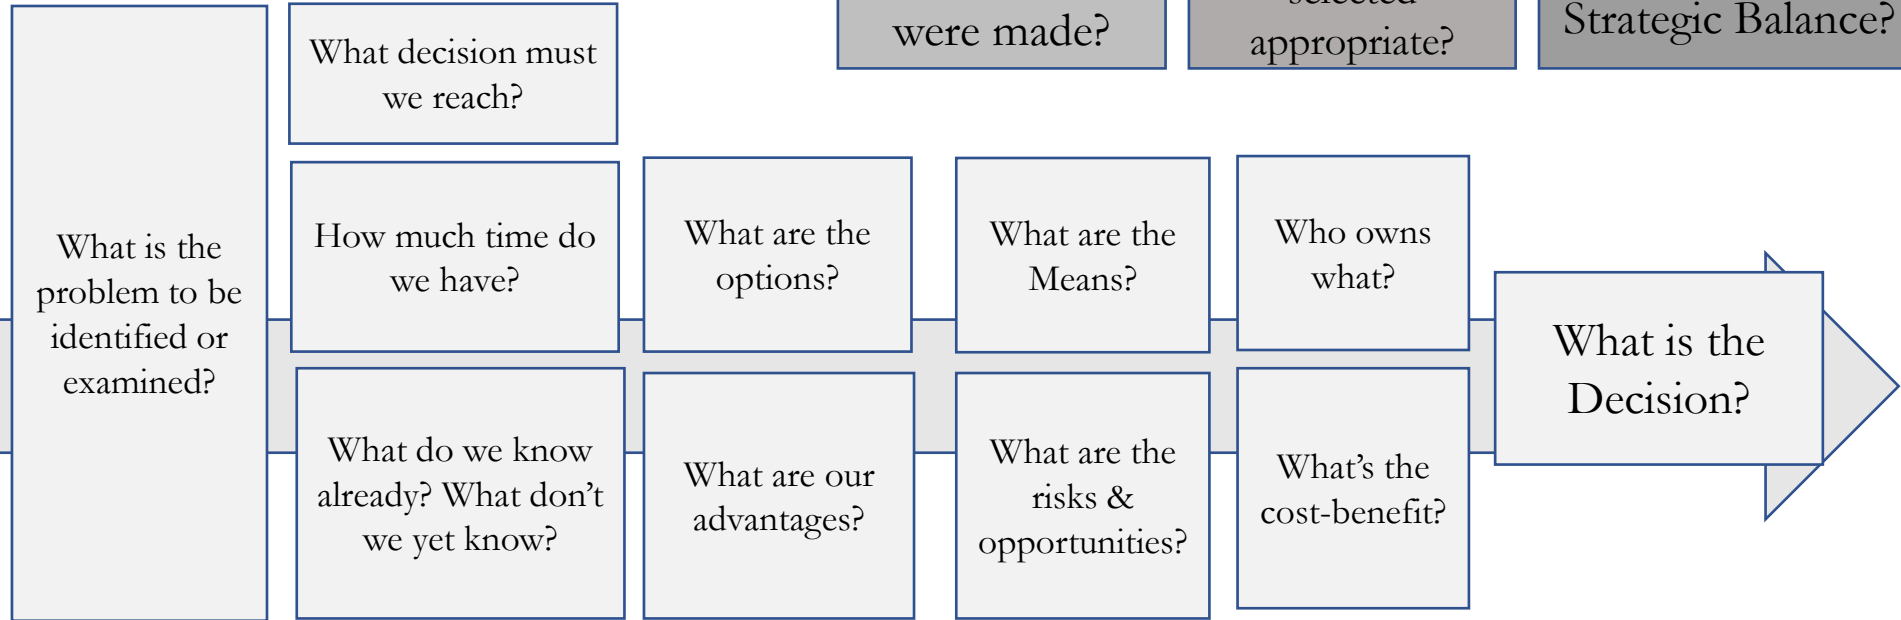 were made?
selected
appropriate?
Strategic Balance?
What is the
problem to be
identified or
examined?
What decision must
we reach?
How much time do
we have?
What do we know
already? What don’t
we yet know?
What are the
options?
What are our
advantages?
What are the
Means?
What are the
risks &
opportunities?
Who owns
what?
What’s the
cost-benefit?
What is the
Decision?